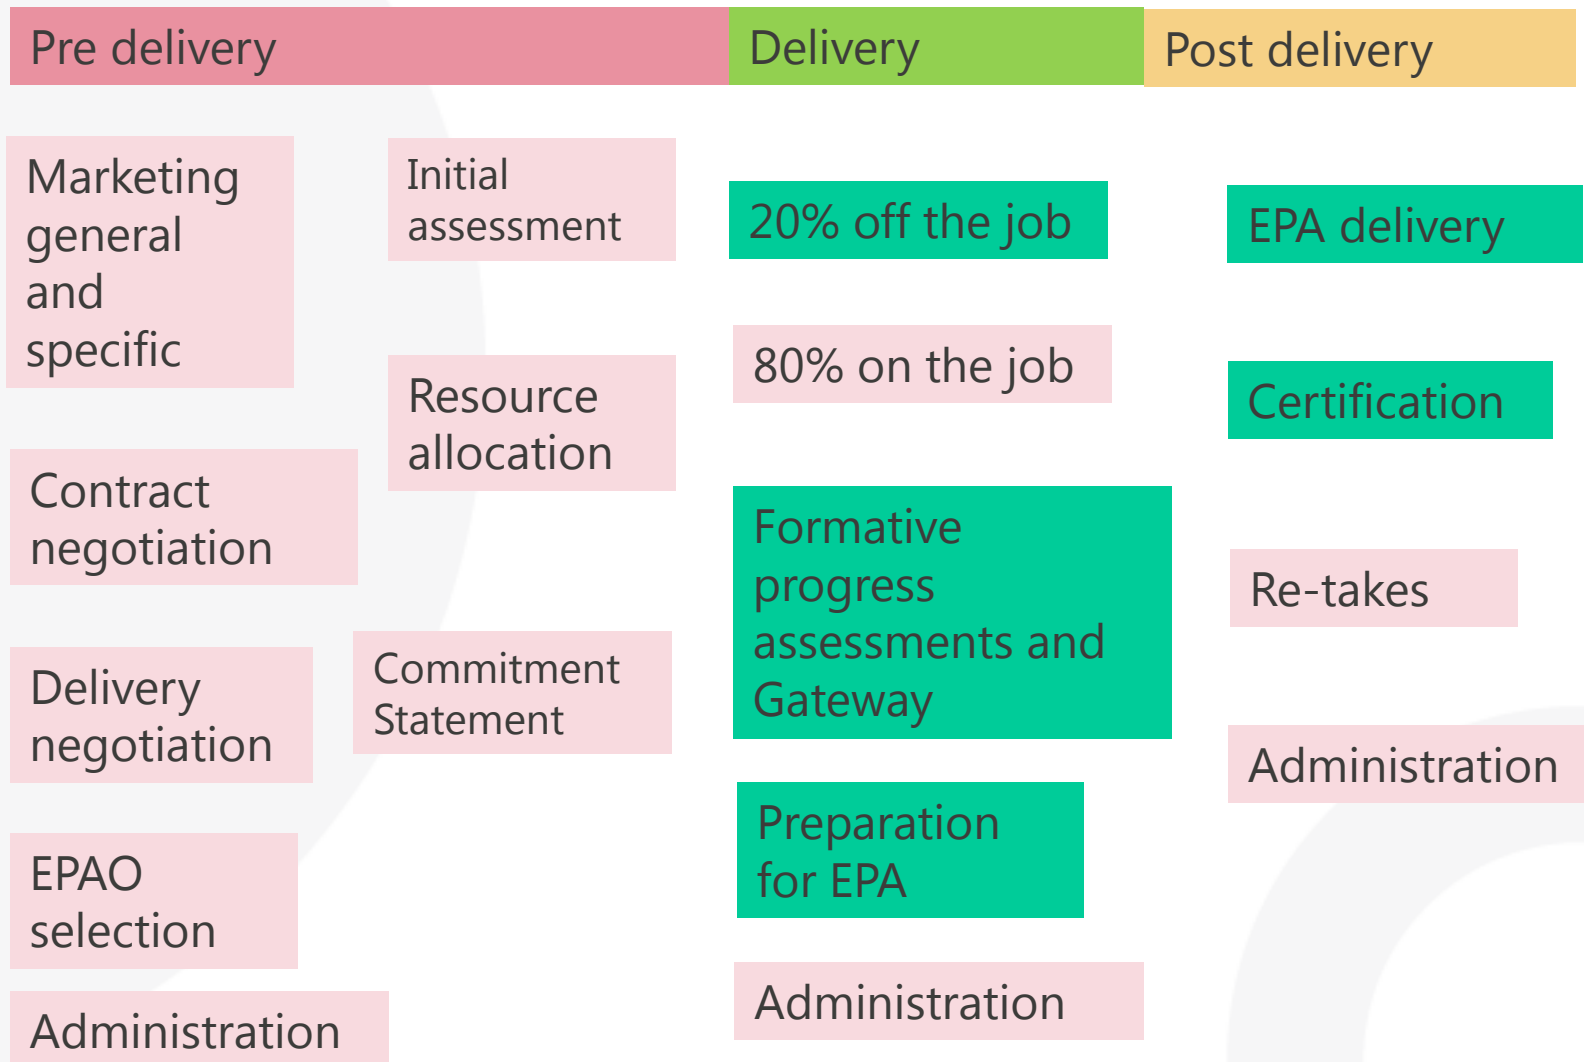 Pre delivery
Delivery
Post delivery
Marketing
general
and
specific
Contract
negotiation
Delivery
negotiation
EPAO
selection
Administration
Initial
assessment
Resource
allocation
Commitment
Statement
20% off the job
80% on the job
Formative
progress
assessments and
Gateway
Preparation
for EPA
Administration
EPA delivery
Certification
Re-takes
Administration